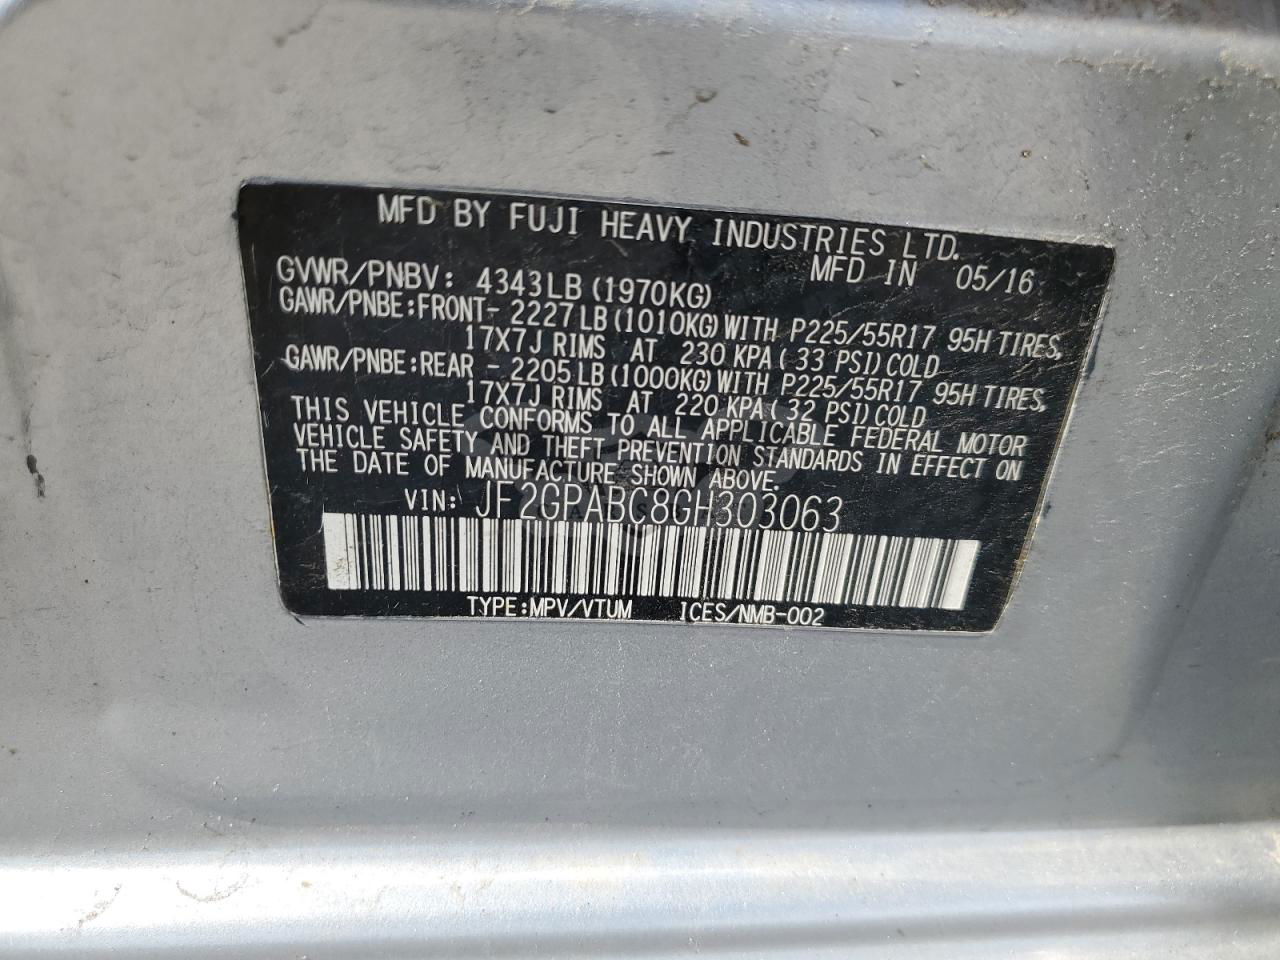 MFD BY FUJI HEAVY INDUSTRIES LTD.
MFD IN 05/16
GVWR/PNBV: 4343LB (1970KG)
GAWR/PNBE:FRONT- 2227LB(1010KG)WITH P225/55R17 95H TIRES,
17X7J RIMS AT 230 KPA( 33 PSI)COLD
GAWR/PNBE:REAR - 2205LB(1000KG)WITH P225/55R17 95H TIRES,
17X7J RIMS AT 220 KPA( 32 PSI)COLD
THIS VEHICLE CONFORMS TO ALL APPLICABLE FEDERAL MOTOR
VEHICLE SAFETY AND THEFT PREVENTION STANDARDS IN EFFECT ON
THE DATE OF MANUFACTURE SHOWN ABOVE.
VIN: JF2GPABC8GH303063
TYPE:MPV/VTUM ICES/NMB-002